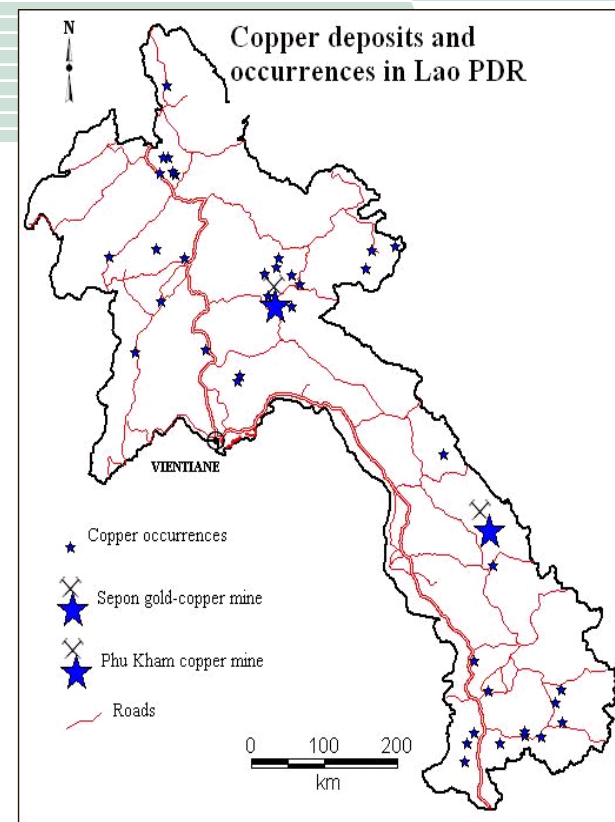 N
Copper deposits and
occurrences in Lao PDR
VIENTIANE
Copper occurrences
Sepon gold-copper mine
Phu Kham copper mine
Roads
0 100 200
km